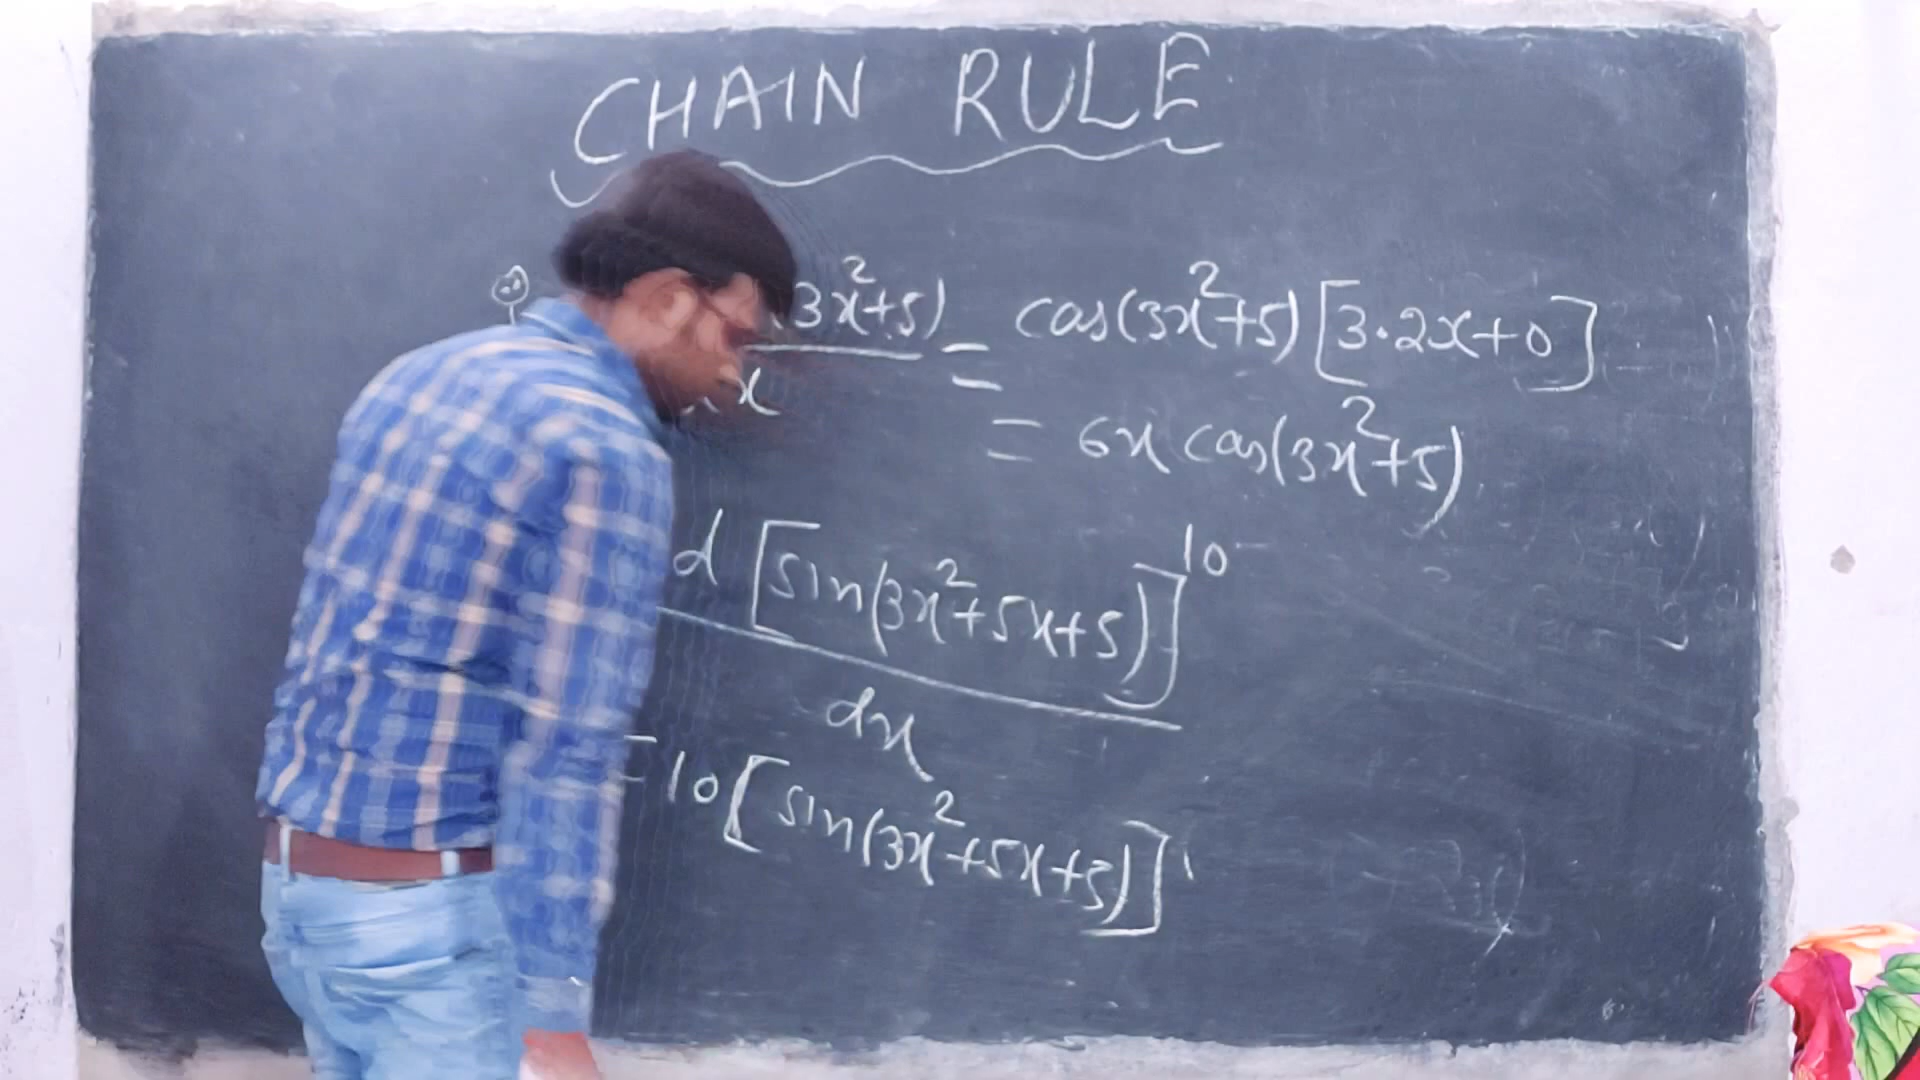 CHAIN RULE
3x²+5) = cos(3x²+5) [3·2x+0]
x
= 6x cos(3x²+5)
d [sin(3x²+5x+5)]¹⁰
dx
=10[sin(3x²+5x+5)]